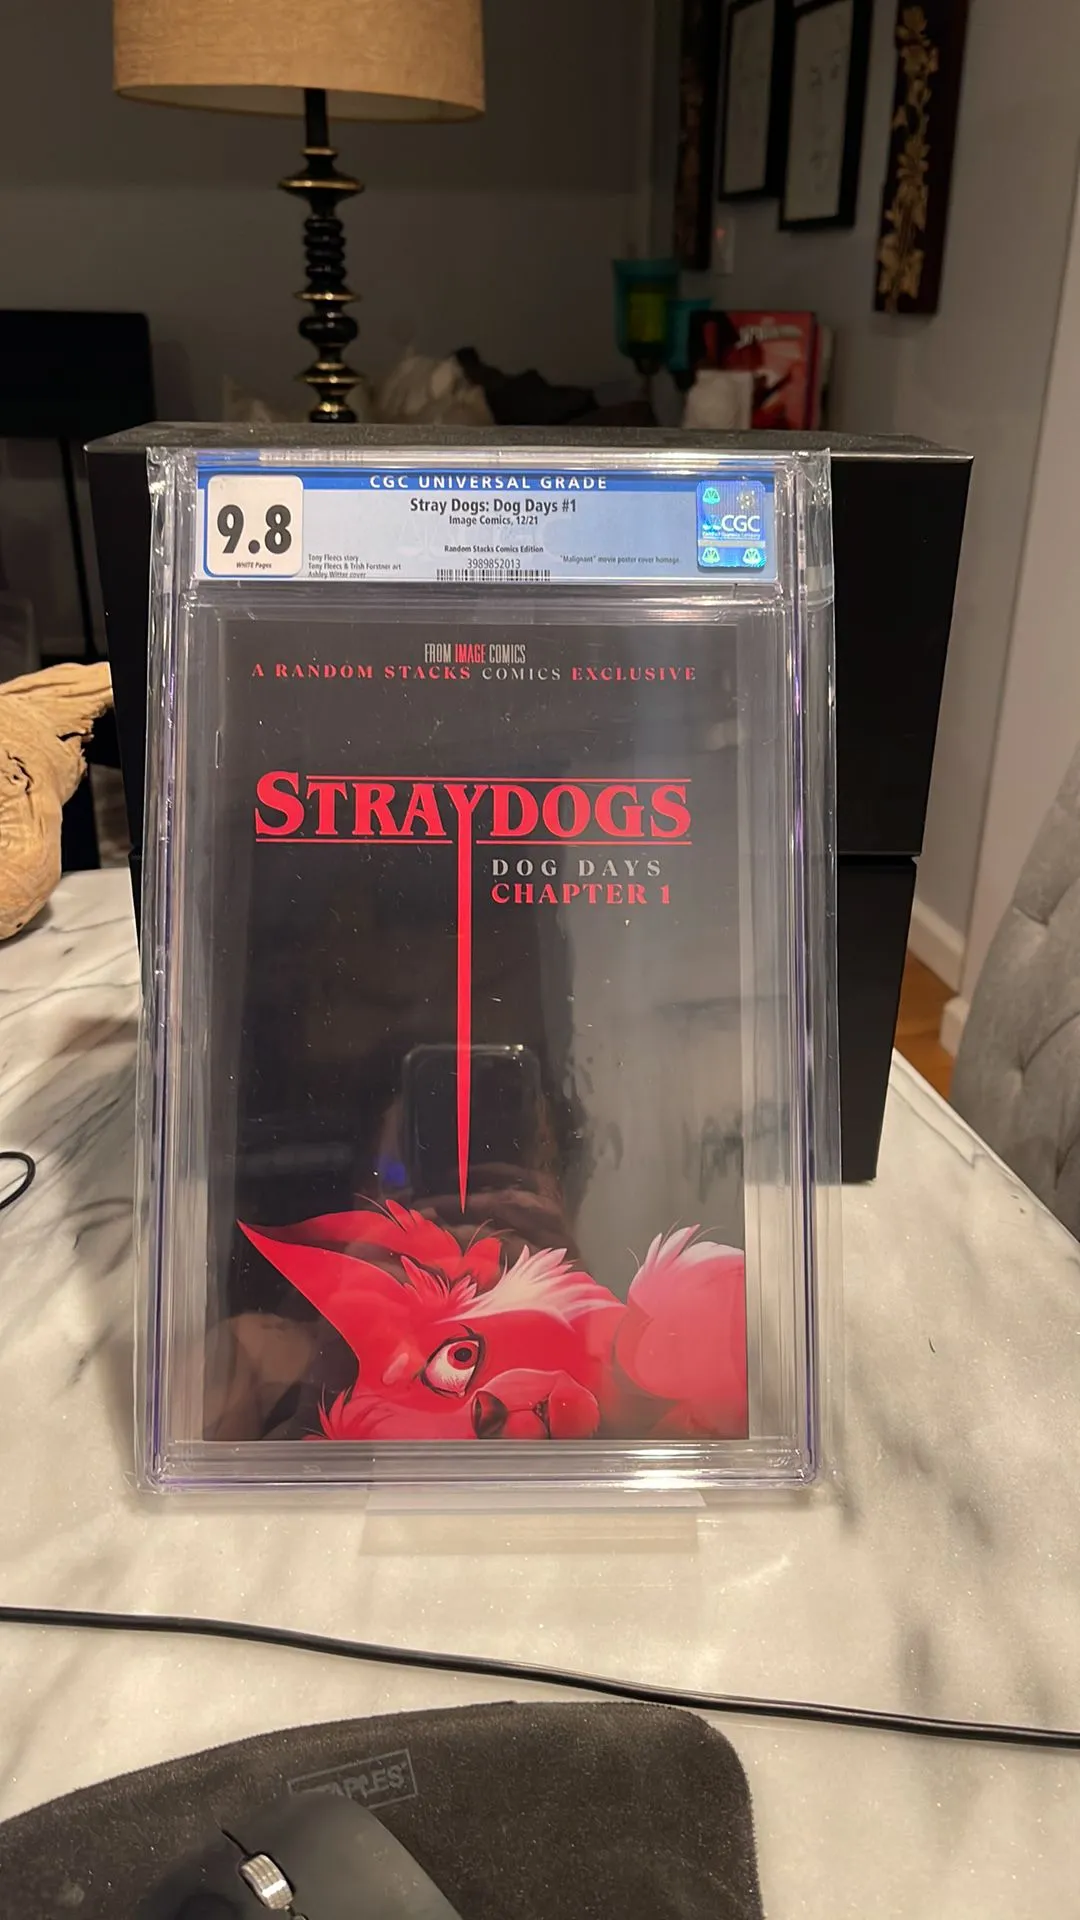 CGC UNIVERSAL GRADE
9.8
WHITE Pages
Stray Dogs: Dog Days #1
Image Comics, 12/21
Random Stacks Comics Edition
3989852013
Tony Fleecs story
Tony Fleecs & Trish Forstner art
Ashley Witter cover
"Malignant" movie poster cover homage.
CGC
FROM IMAGE COMICS
A RANDOM STACKS COMICS EXCLUSIVE
STRAY DOGS
DOG DAYS
CHAPTER 1
STAPLES